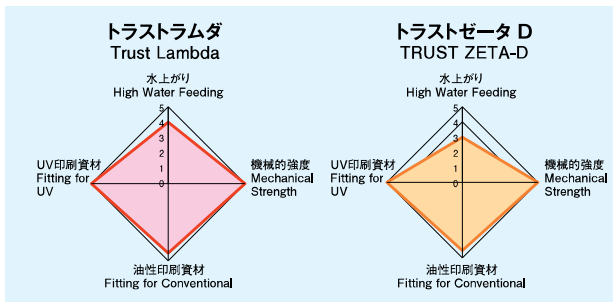 トラストラムダ
Trust Lambda
水上がり
High Water Feeding
5
4
3
2
1
0
UV印刷資材
Fitting for
UV
機械的強度
Mechanical
Strength
油性印刷資材
Fitting for Conventional
トラストゼータ D
TRUST ZETA-D
水上がり
High Water Feeding
5
4
3
2
1
0
UV印刷資材
Fitting for
UV
機械的強度
Mechanical
Strength
油性印刷資材
Fitting for Conventional